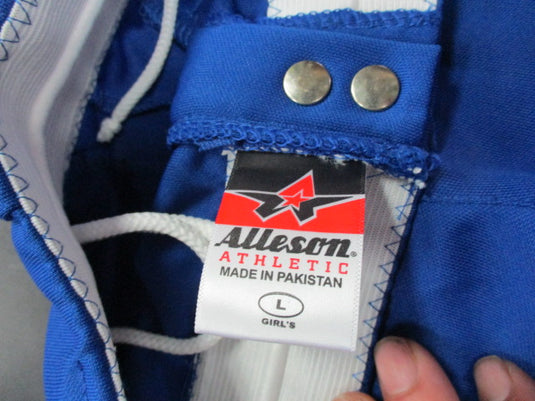 Alleson®
ATHLETIC
MADE IN PAKISTAN
L
GIRL'S